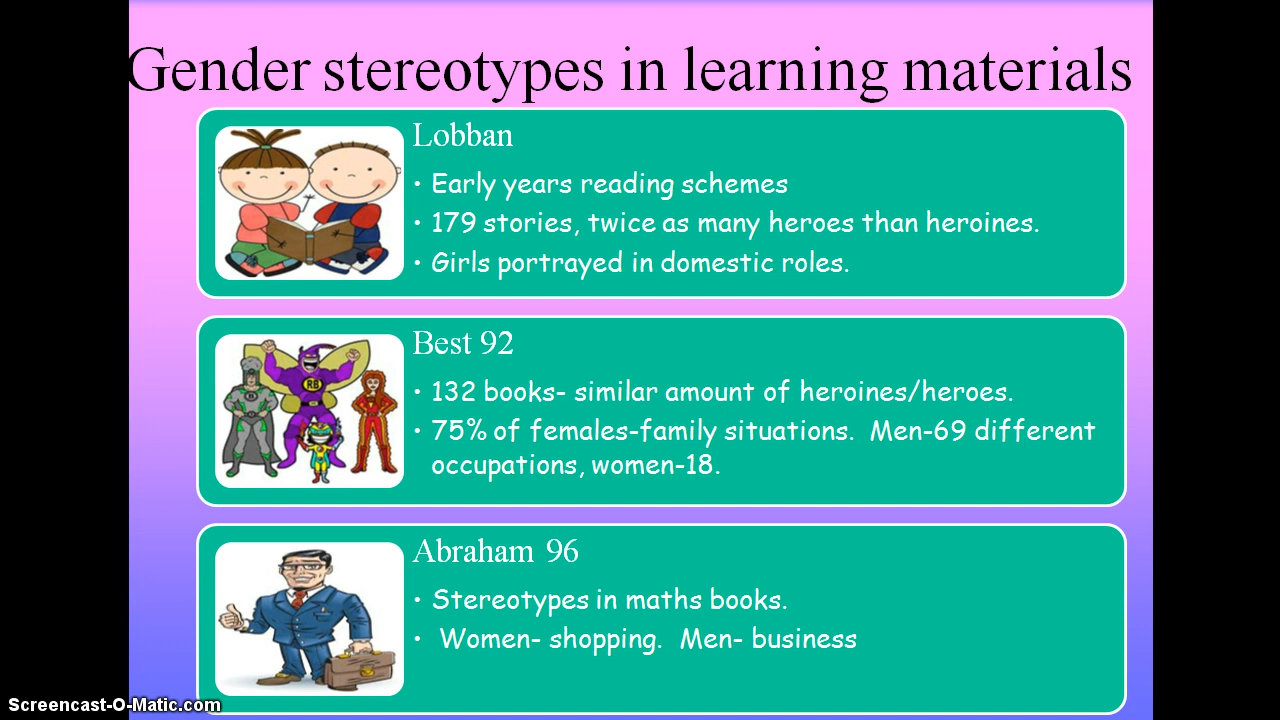 Gender stereotypes in learning materials
Lobban
• Early years reading schemes
• 179 stories, twice as many heroes than heroines.
• Girls portrayed in domestic roles.
RB
Best 92
• 132 books- similar amount of heroines/heroes.
• 75% of females-family situations. Men-69 different
occupations, women-18.
Abraham 96
• Stereotypes in maths books.
• Women- shopping. Men- business
Screencast-O-Matic.com